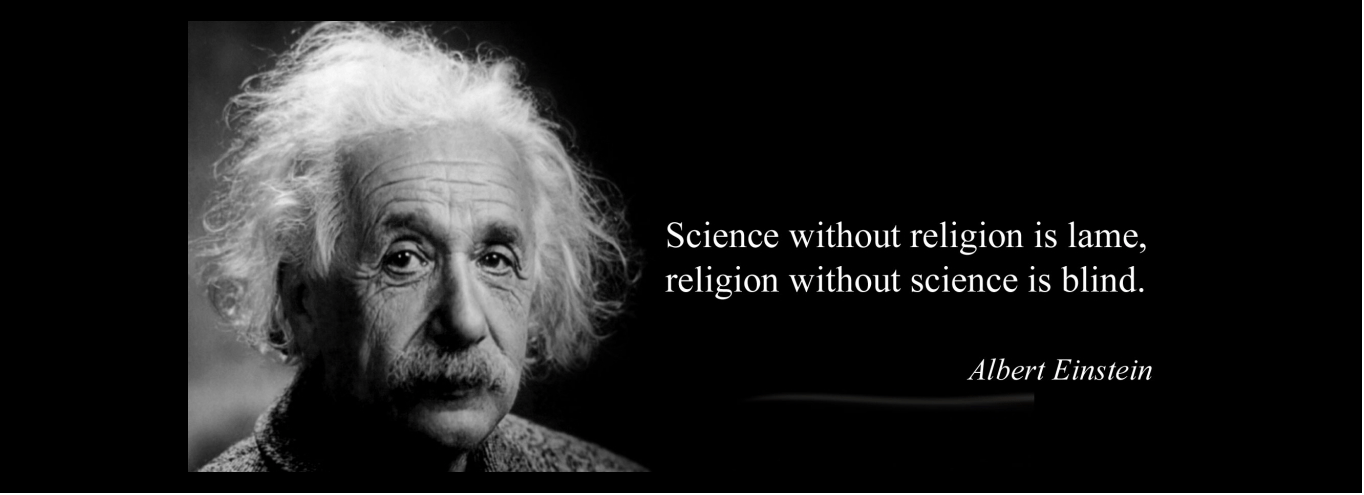 Science without religion is lame,
religion without science is blind.
Albert Einstein